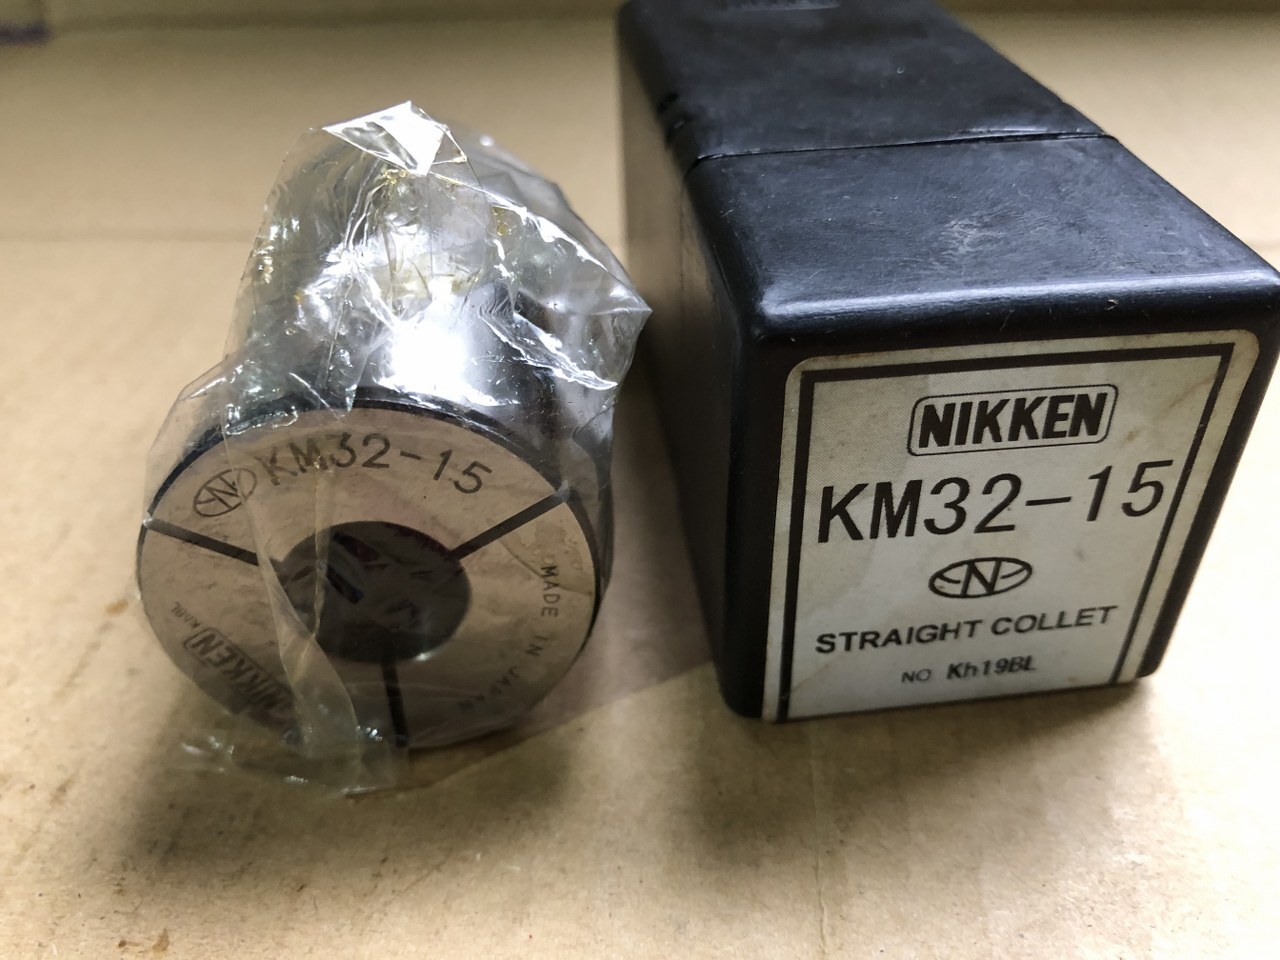 KM32-15
NIKKEN
MADE IN JAPAN
NIKKEN
KM32-15
N
STRAIGHT COLLET
NO Kh19BL